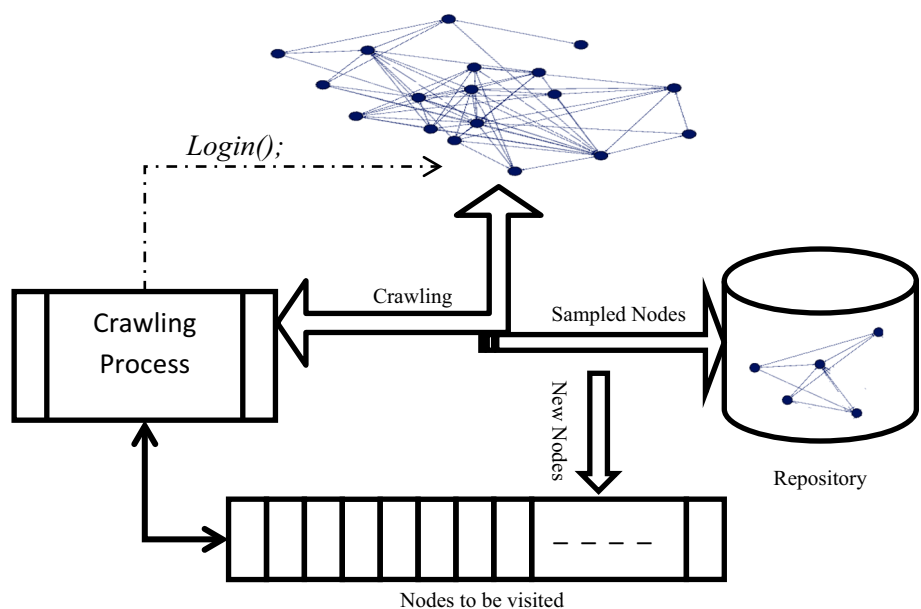 Login();
Crawling
Process
Crawling
Sampled Nodes
New Nodes
Repository
Nodes to be visited